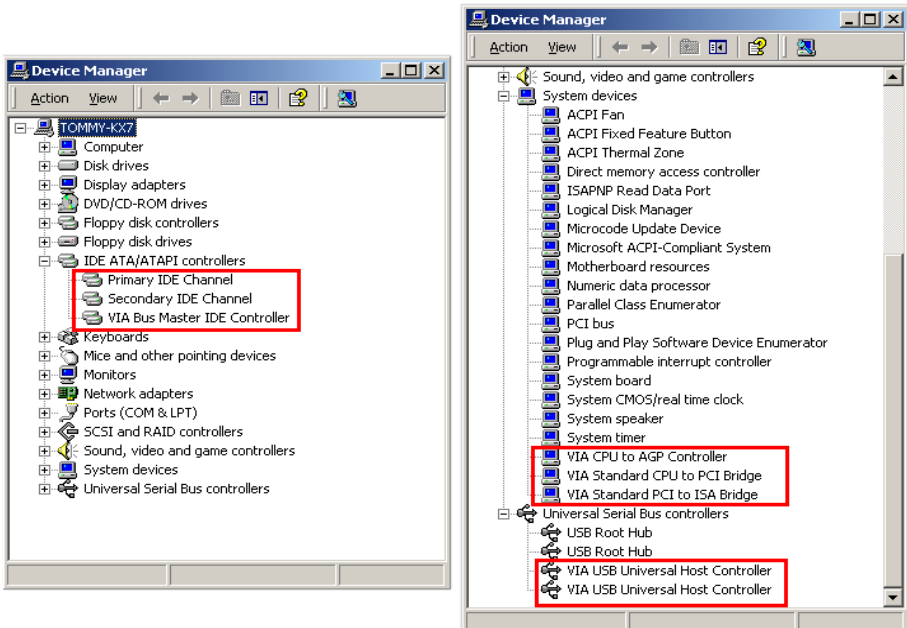 Device Manager
Action View
TOMMY-KX7
Computer
Disk drives
Display adapters
DVD/CD-ROM drives
Floppy disk controllers
Floppy disk drives
IDE ATA/ATAPI controllers
Primary IDE Channel
Secondary IDE Channel
VIA Bus Master IDE Controller
Keyboards
Mice and other pointing devices
Monitors
Network adapters
Ports (COM & LPT)
SCSI and RAID controllers
Sound, video and game controllers
System devices
Universal Serial Bus controllers
Device Manager
Action View
Sound, video and game controllers
System devices
ACPI Fan
ACPI Fixed Feature Button
ACPI Thermal Zone
Direct memory access controller
ISAPNP Read Data Port
Logical Disk Manager
Microcode Update Device
Microsoft ACPI-Compliant System
Motherboard resources
Numeric data processor
Parallel Class Enumerator
PCI bus
Plug and Play Software Device Enumerator
Programmable interrupt controller
System board
System CMOS/real time clock
System speaker
System timer
VIA CPU to AGP Controller
VIA Standard CPU to PCI Bridge
VIA Standard PCI to ISA Bridge
Universal Serial Bus controllers
USB Root Hub
USB Root Hub
VIA USB Universal Host Controller
VIA USB Universal Host Controller